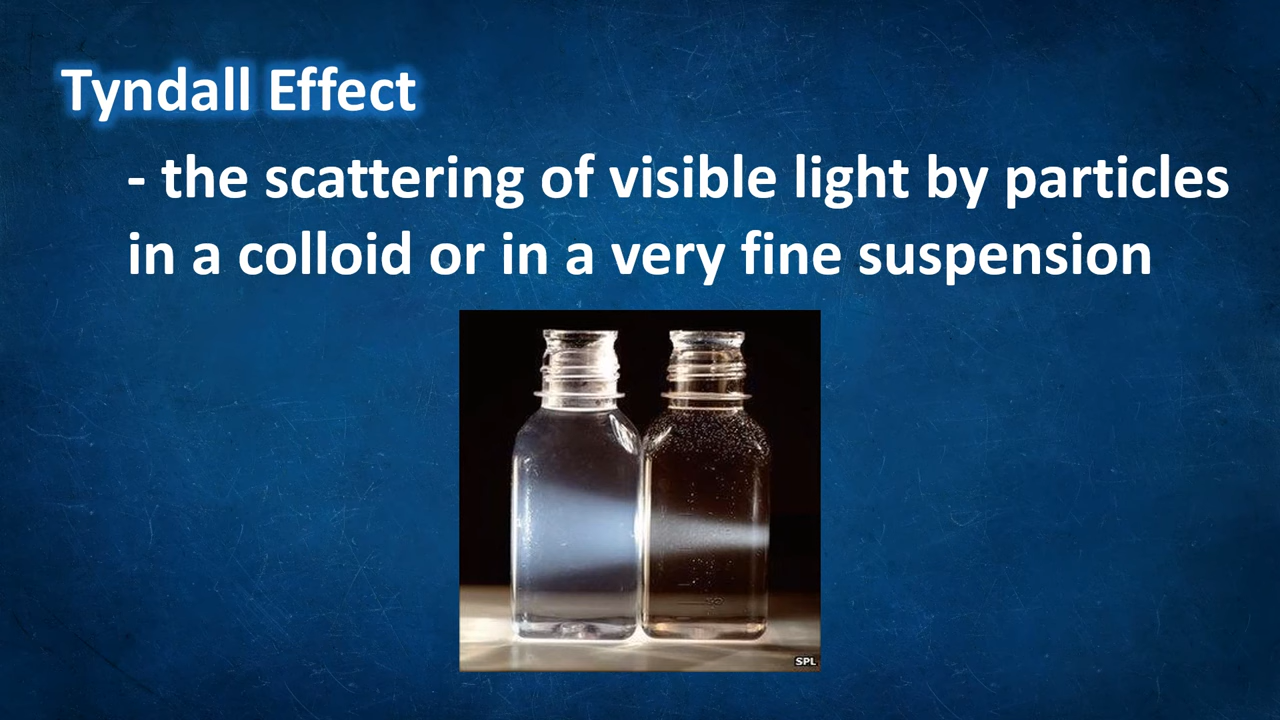 Tyndall Effect
- the scattering of visible light by particles
in a colloid or in a very fine suspension
SPL